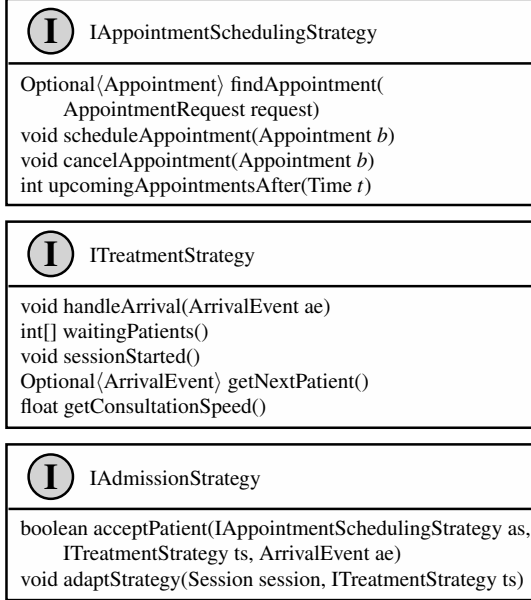 I IAppointmentSchedulingStrategy
Optional⟨Appointment⟩ findAppointment(
AppointmentRequest request)
void scheduleAppointment(Appointment b)
void cancelAppointment(Appointment b)
int upcomingAppointmentsAfter(Time t)
I ITreatmentStrategy
void handleArrival(ArrivalEvent ae)
int[] waitingPatients()
void sessionStarted()
Optional⟨ArrivalEvent⟩ getNextPatient()
float getConsultationSpeed()
I IAdmissionStrategy
boolean acceptPatient(IAppointmentSchedulingStrategy as,
ITreatmentStrategy ts, ArrivalEvent ae)
void adaptStrategy(Session session, ITreatmentStrategy ts)